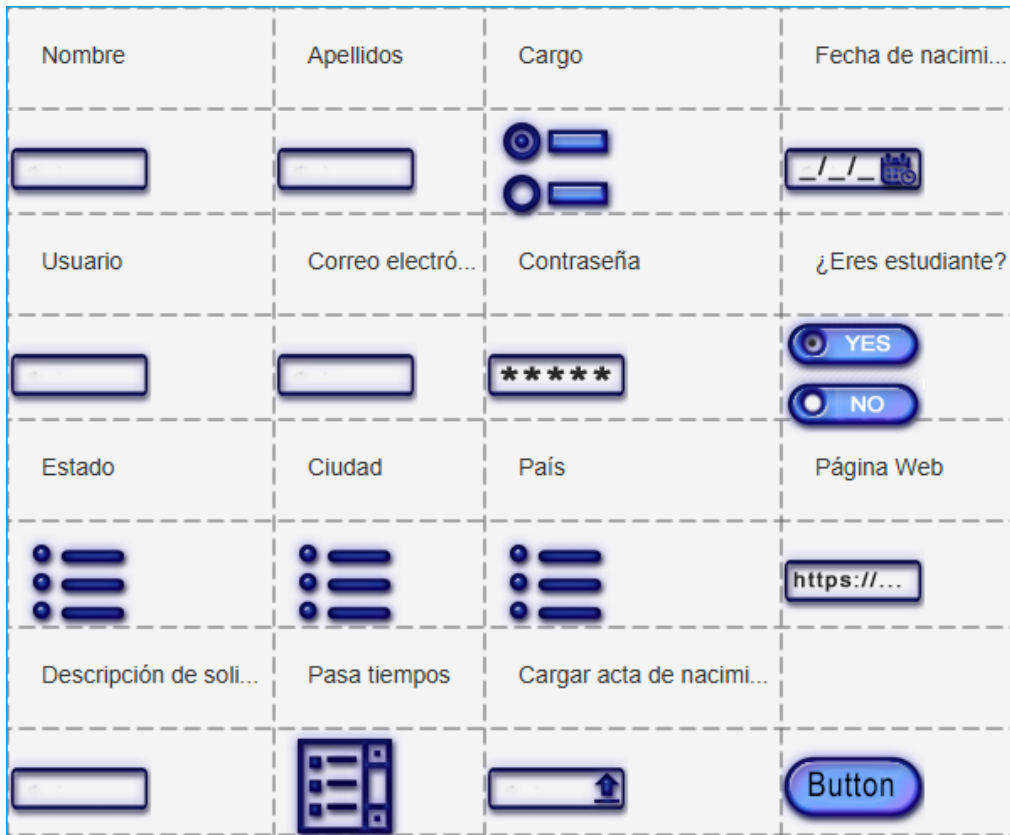 Nombre
Apellidos
Cargo
Fecha de nacimi...
_/_/_
Usuario
Correo electró...
Contraseña
¿Eres estudiante?
*****
YES
NO
Estado
Ciudad
País
Página Web
https://...
Descripción de soli...
Pasa tiempos
Cargar acta de nacimi...
Button